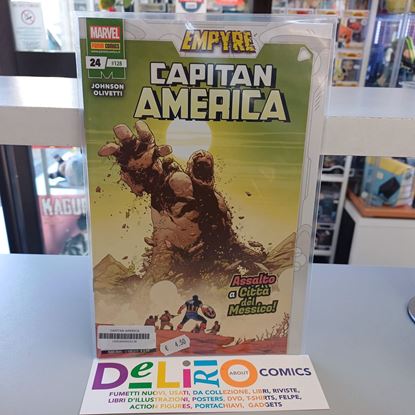 MARVEL
PANINI COMICS
24
#128
JOHNSON
OLIVETTI
EMPYRE
CAPITAN
AMERICA
Assalto
a Città
del
Messico!
CAPITAN AMERICA
€ 4,50
DELIRIO ABOUT COMICS
FUMETTI NUOVI, USATI, DA COLLEZIONE, LIBRI, RIVISTE,
LIBRI D'ILLUSTRAZIONI, POSTERS, DVD, T-SHIRTS, FELPE,
ACTION FIGURES, PORTACHIAVI, GADGETS